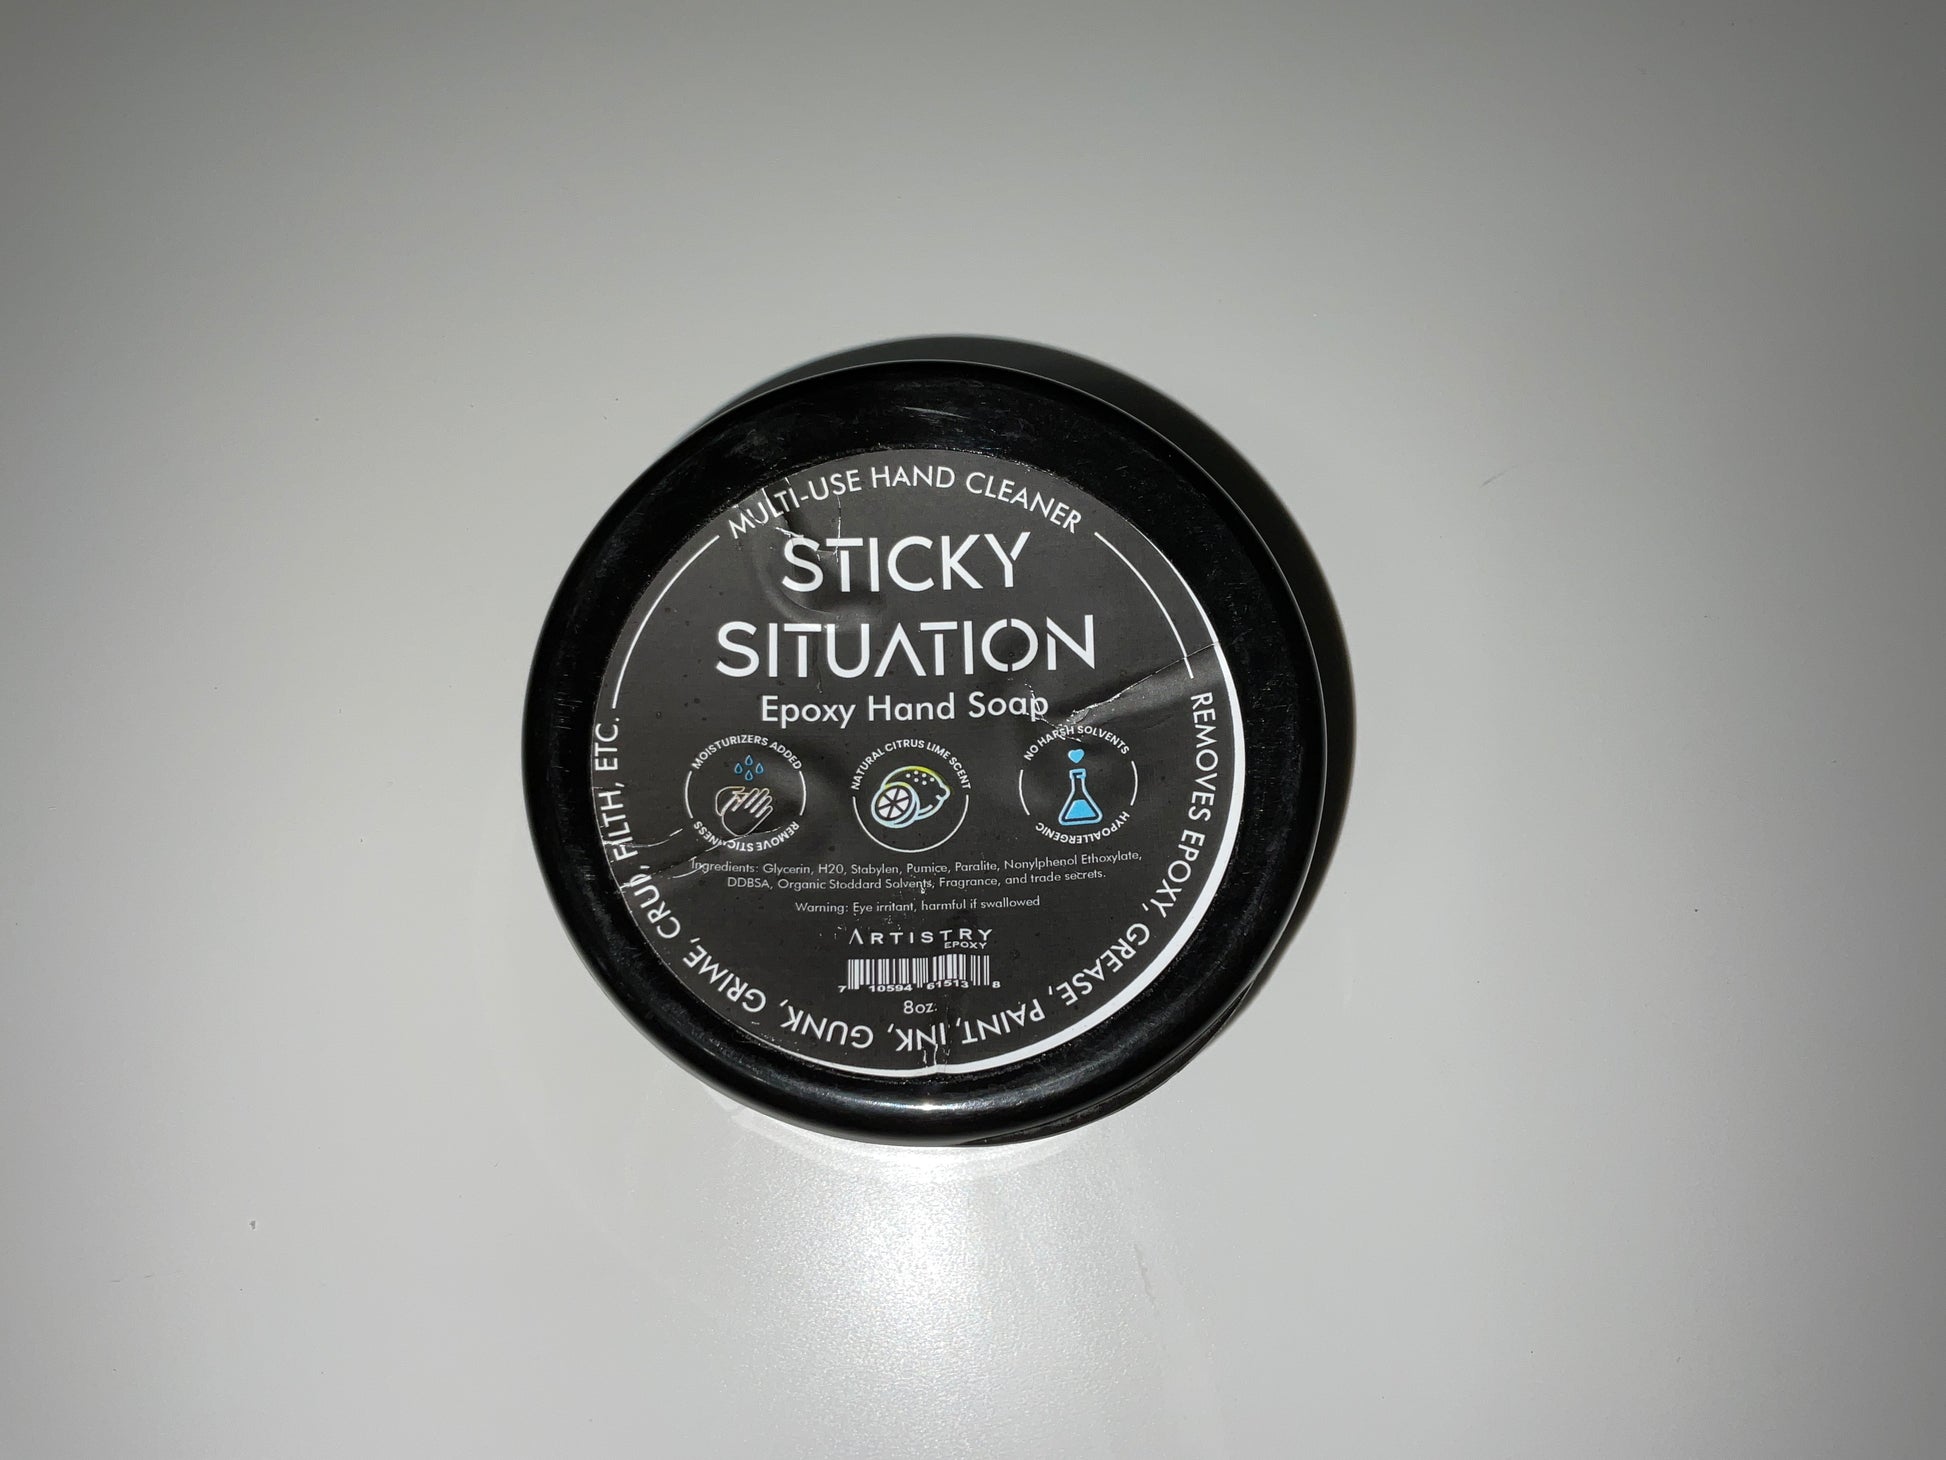 MULTI-USE HAND CLEANER
STICKY
SITUATION
Epoxy Hand Soap
MOISTURIZERS ADDED
REMOVE STICKINESS
NATURAL CITRUS LIME SCENT
NO HARSH SOLVENTS
HYPOALLERGENIC
Ingredients: Glycerin, H20, Stabylen, Pumice, Paralite, Nonylphenol Ethoxylate,
DDBSA, Organic Stoddard Solvents, Fragrance, and trade secrets.
Warning: Eye irritant, harmful if swallowed
ARTISTRY
EPOXY
7 10594 61513 8
8oz.
REMOVES EPOXY, GREASE, PAINT, INK, GUNK, GRIME, CRUD, FILTH, ETC.